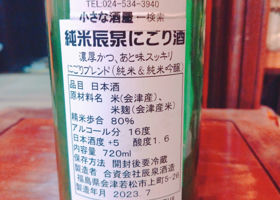 TEL:024-534-3940
小さな酒屋 一 検索
純米辰泉にごり酒
濃厚かつ、あと味スッキリ
にごりブレンド(純米&純米吟醸)
品目 日本酒
原材料名 米(会津産)、
米麹(会津産米)
精米歩合 80%
アルコール分 16度
日本酒度 +5 酸度1.6
内容量 720ml
保存方法 開封後要冷蔵
製造者 合資会社辰泉酒造
福島県会津若松市上町5-26
製造年月 2023. 7